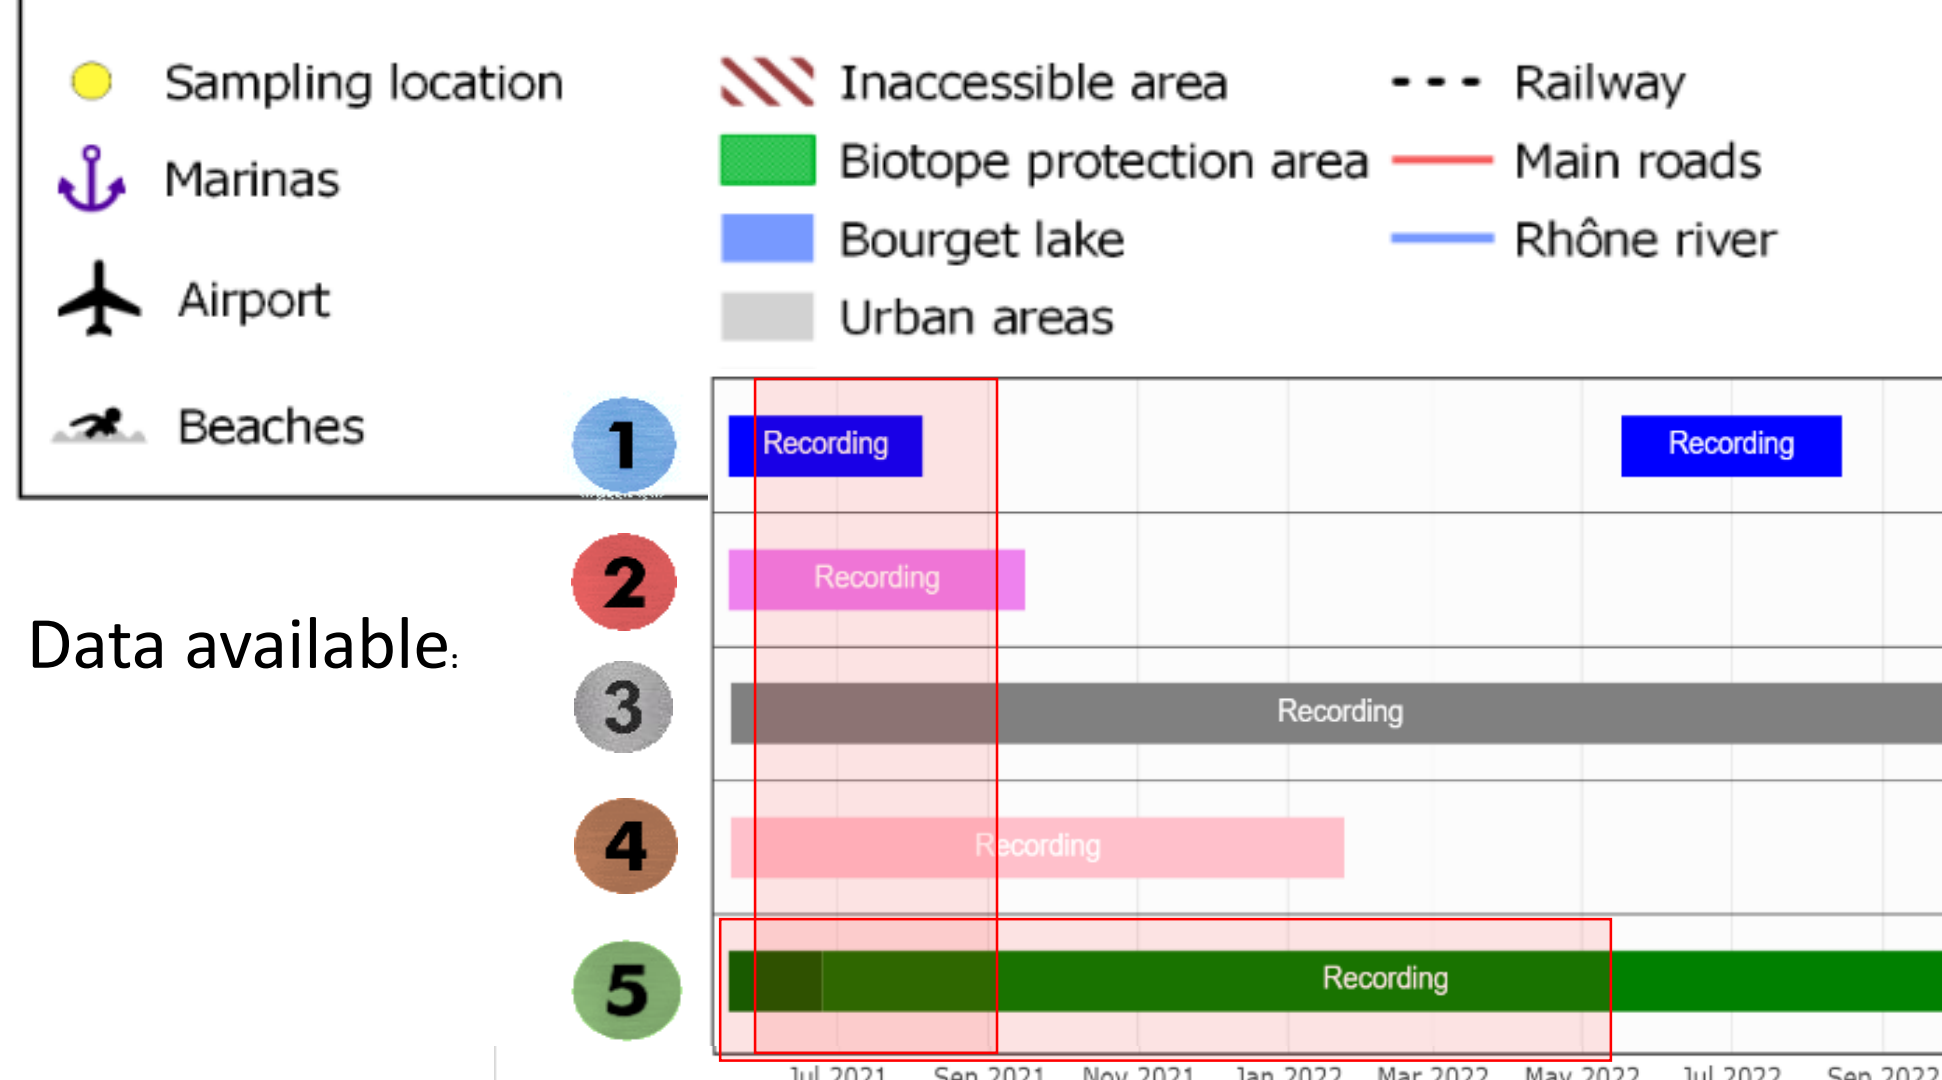 Sampling location
Marinas
Airport
Beaches
Inaccessible area
Biotope protection area
Bourget lake
Urban areas
Railway
Main roads
Rhône river
Data available:
1
Recording
Recording
2
Recording
3
Recording
4
Recording
5
Recording
Jul 2021 Sep 2021 Nov 2021 Jan 2022 Mar 2022 May 2022 Jul 2022 Sep 2022